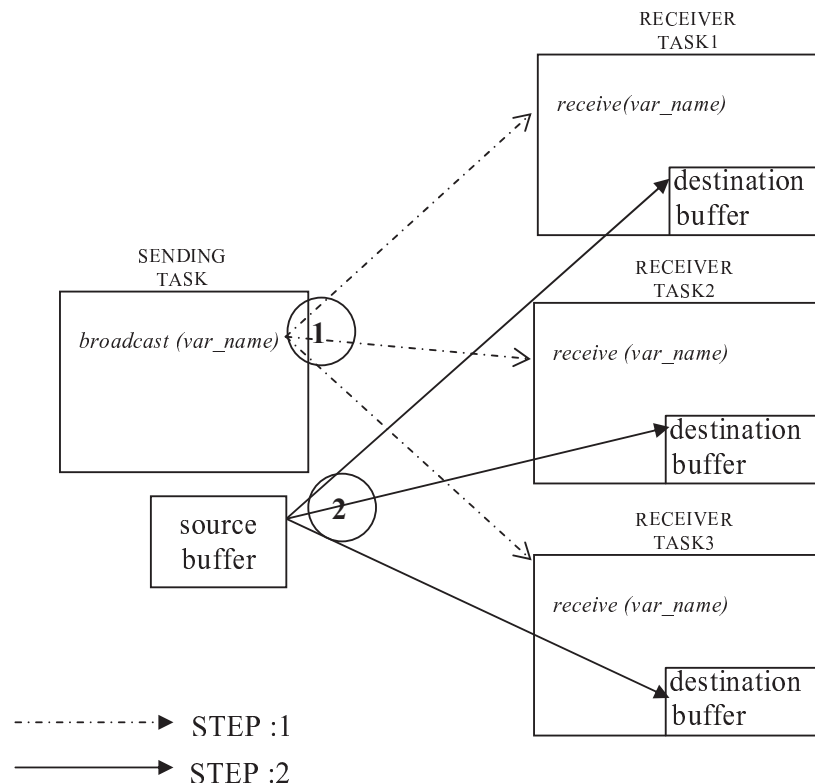 RECEIVER
TASK1
receive(var_name)
destination
buffer
SENDING
TASK
broadcast (var_name)
1
RECEIVER
TASK2
receive (var_name)
destination
buffer
2
source
buffer
RECEIVER
TASK3
receive (var_name)
destination
buffer
STEP :1
STEP :2